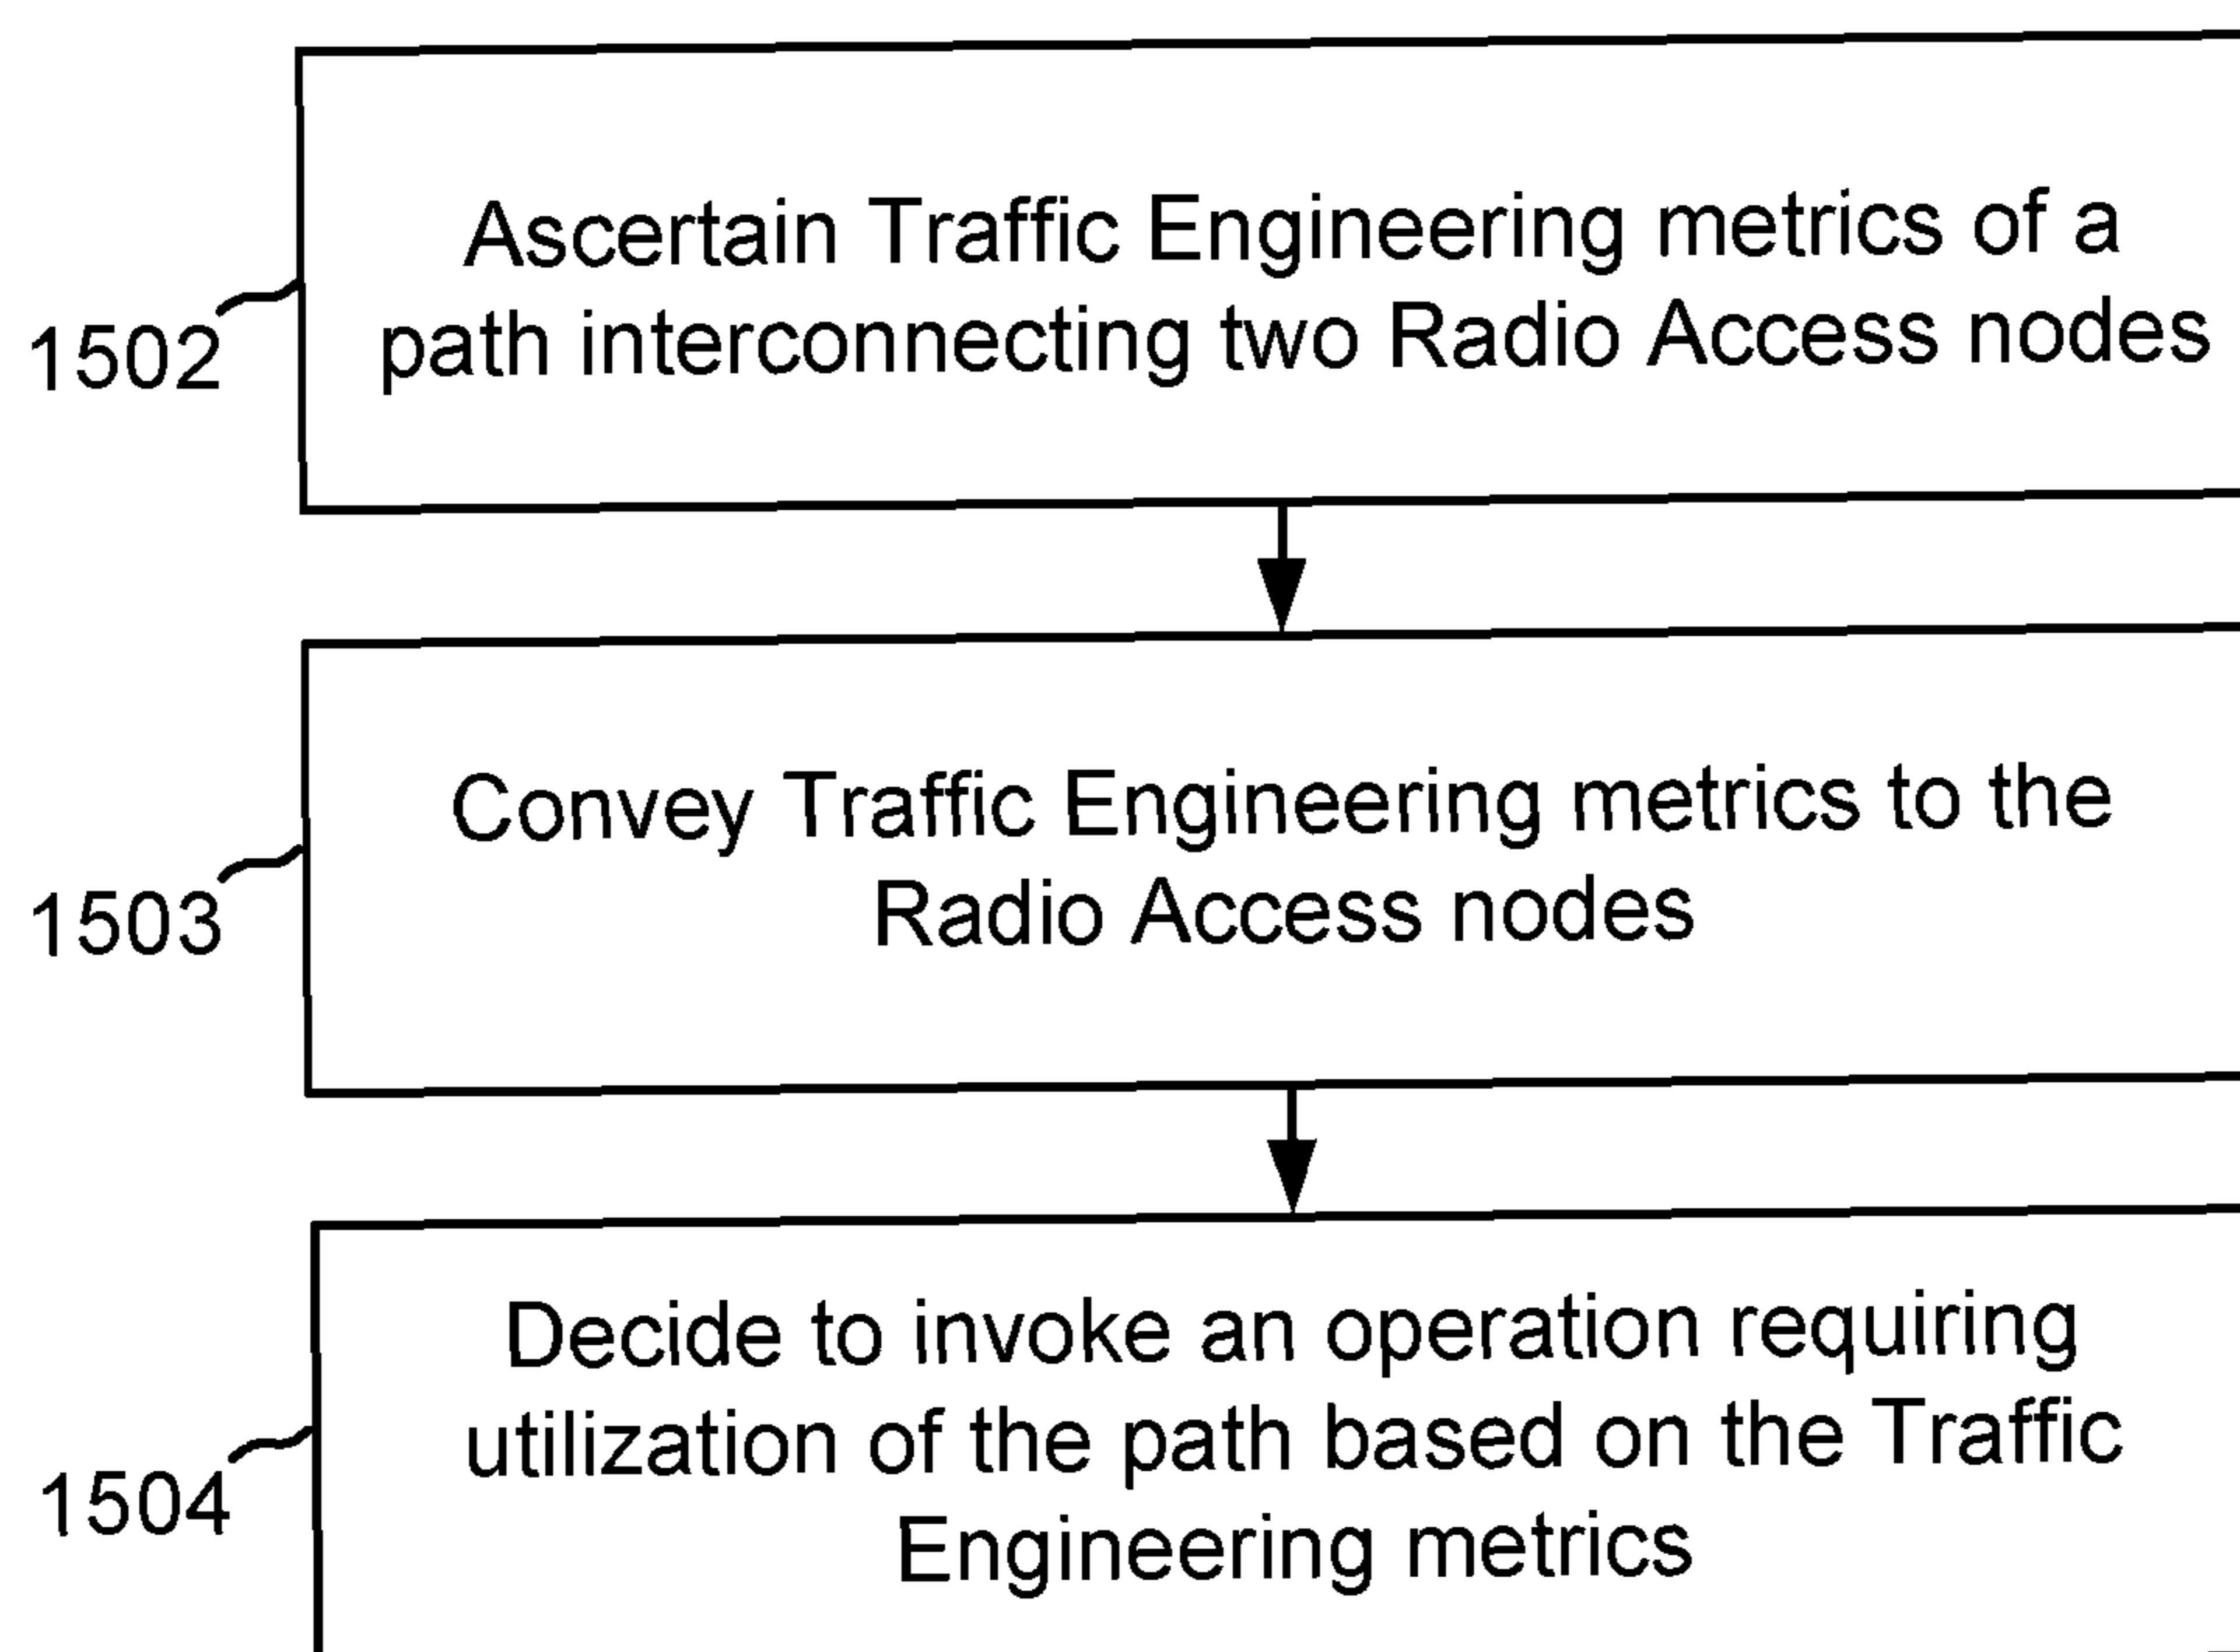 Ascertain Traffic Engineering metrics of a
path interconnecting two Radio Access nodes
1502
Convey Traffic Engineering metrics to the
Radio Access nodes
1503
Decide to invoke an operation requiring
utilization of the path based on the Traffic
Engineering metrics
1504